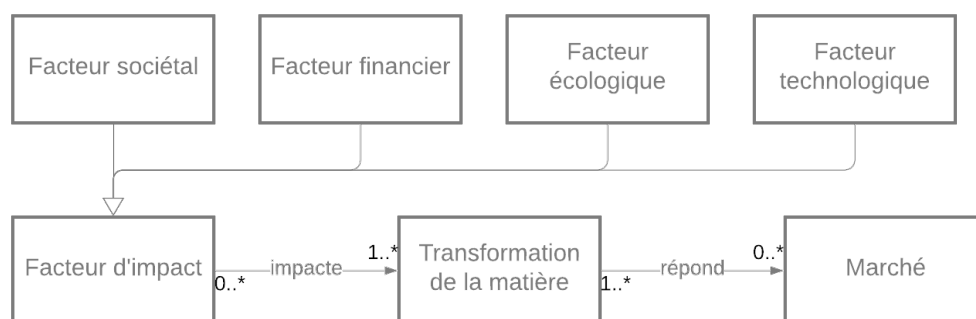 Facteur sociétal
Facteur financier
Facteur
écologique
Facteur
technologique
Facteur d'impact
0..*
impacte
1..*
Transformation
de la matière
1..*
répond
0..*
Marché